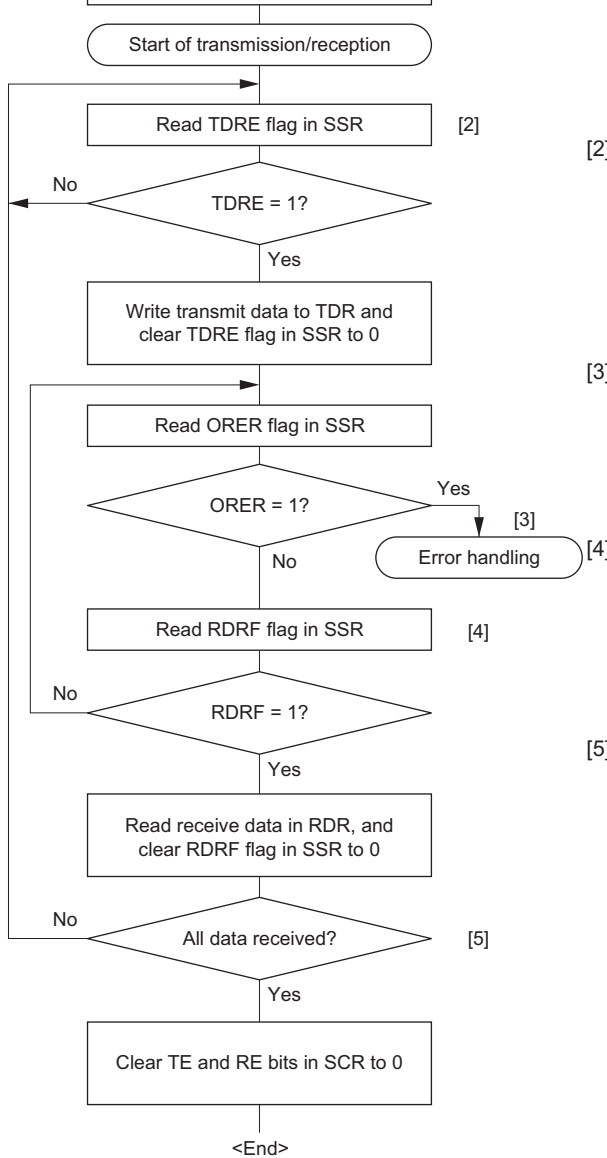 Start of transmission/reception
Read TDRE flag in SSR
[2]
[2]
No
TDRE = 1?
Yes
Write transmit data to TDR and
clear TDRE flag in SSR to 0
[3]
Read ORER flag in SSR
ORER = 1?
Yes
[3]
Error handling
[4]
No
Read RDRF flag in SSR
[4]
No
RDRF = 1?
[5]
Yes
Read receive data in RDR, and
clear RDRF flag in SSR to 0
No
All data received?
[5]
Yes
Clear TE and RE bits in SCR to 0
<End>